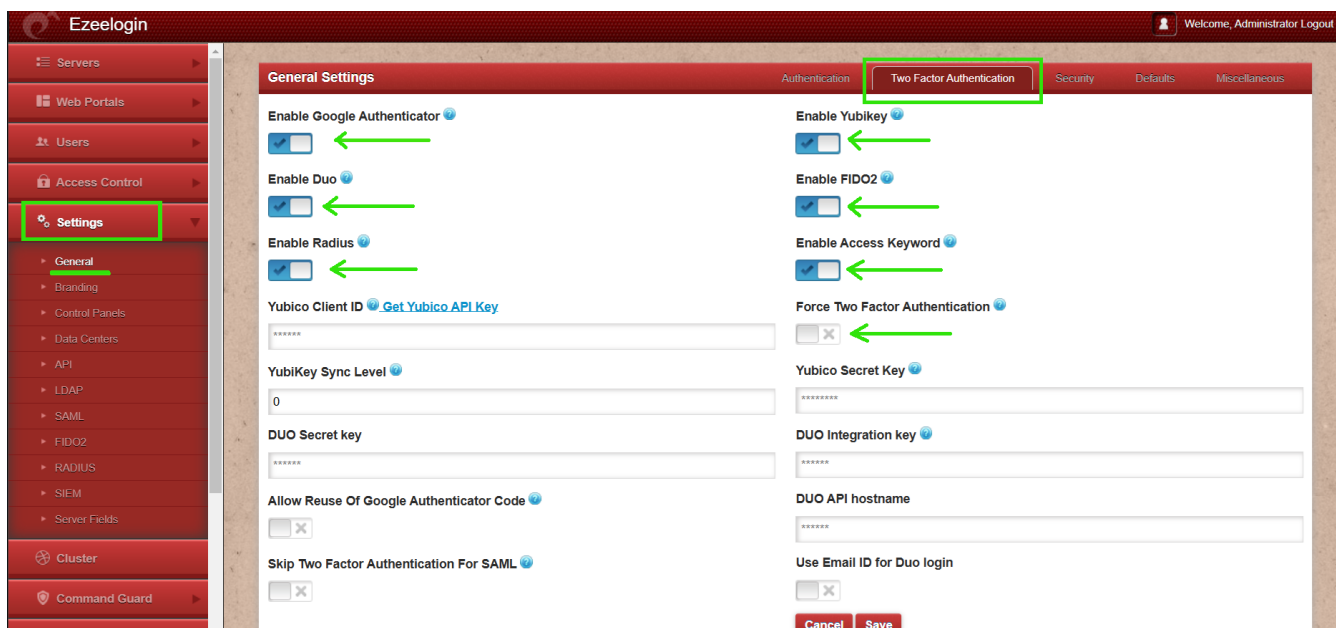 Ezeelogin
Welcome, Administrator Logout
Servers
Web Portals
Users
Access Control
Settings
General
Branding
Control Panels
Data Centers
API
LDAP
SAML
FIDO2
RADIUS
SIEM
Server Fields
Cluster
Command Guard
General Settings
Authentication
Two Factor Authentication
Security
Defaults
Miscellaneous
Enable Google Authenticator ?
Enable Yubikey ?
Enable Duo ?
Enable FIDO2 ?
Enable Radius ?
Enable Access Keyword ?
Yubico Client ID ? Get Yubico API Key
******
Force Two Factor Authentication ?
YubiKey Sync Level ?
0
Yubico Secret Key ?
********
DUO Secret key
******
DUO Integration key ?
******
Allow Reuse Of Google Authenticator Code ?
DUO API hostname
******
Skip Two Factor Authentication For SAML ?
Use Email ID for Duo login
Cancel Save